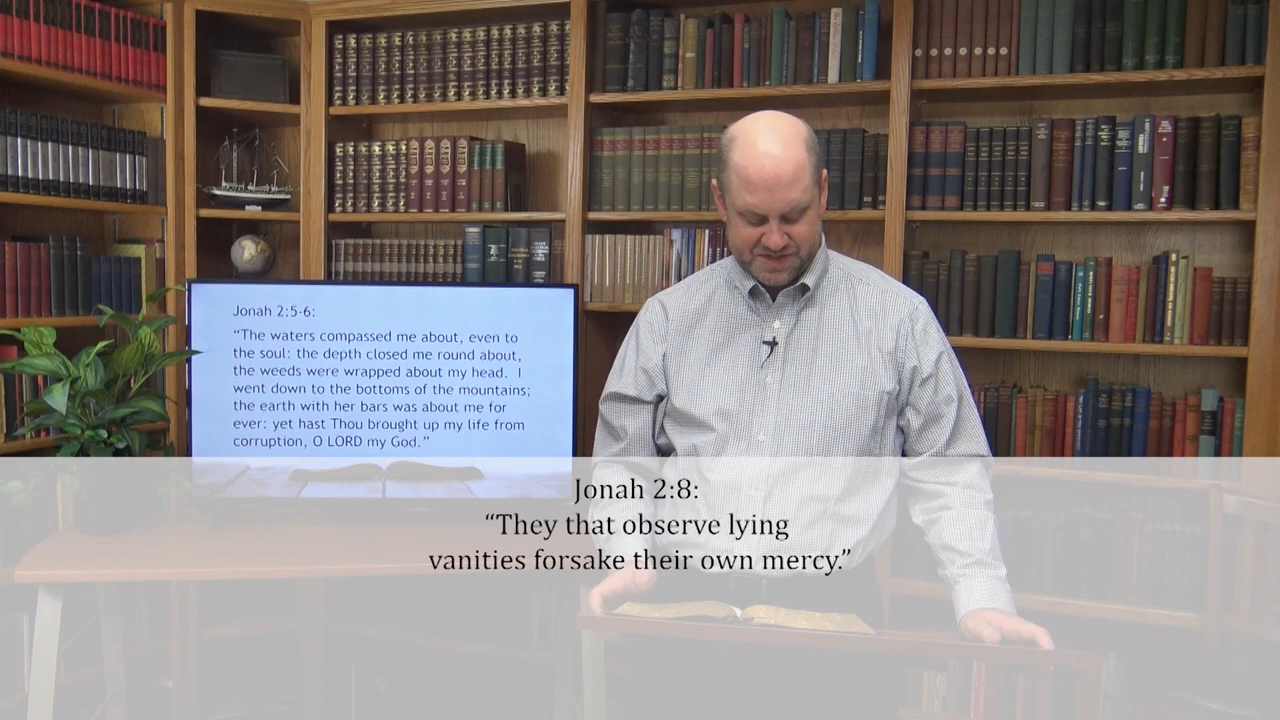 Jonah 2:5-6:
“The waters compassed me about, even to
the soul: the depth closed me round about,
the weeds were wrapped about my head.  I
went down to the bottoms of the mountains;
the earth with her bars was about me for
ever: yet hast Thou brought up my life from
corruption, O LORD my God.”
Jonah 2:8:
“They that observe lying
vanities forsake their own mercy.”